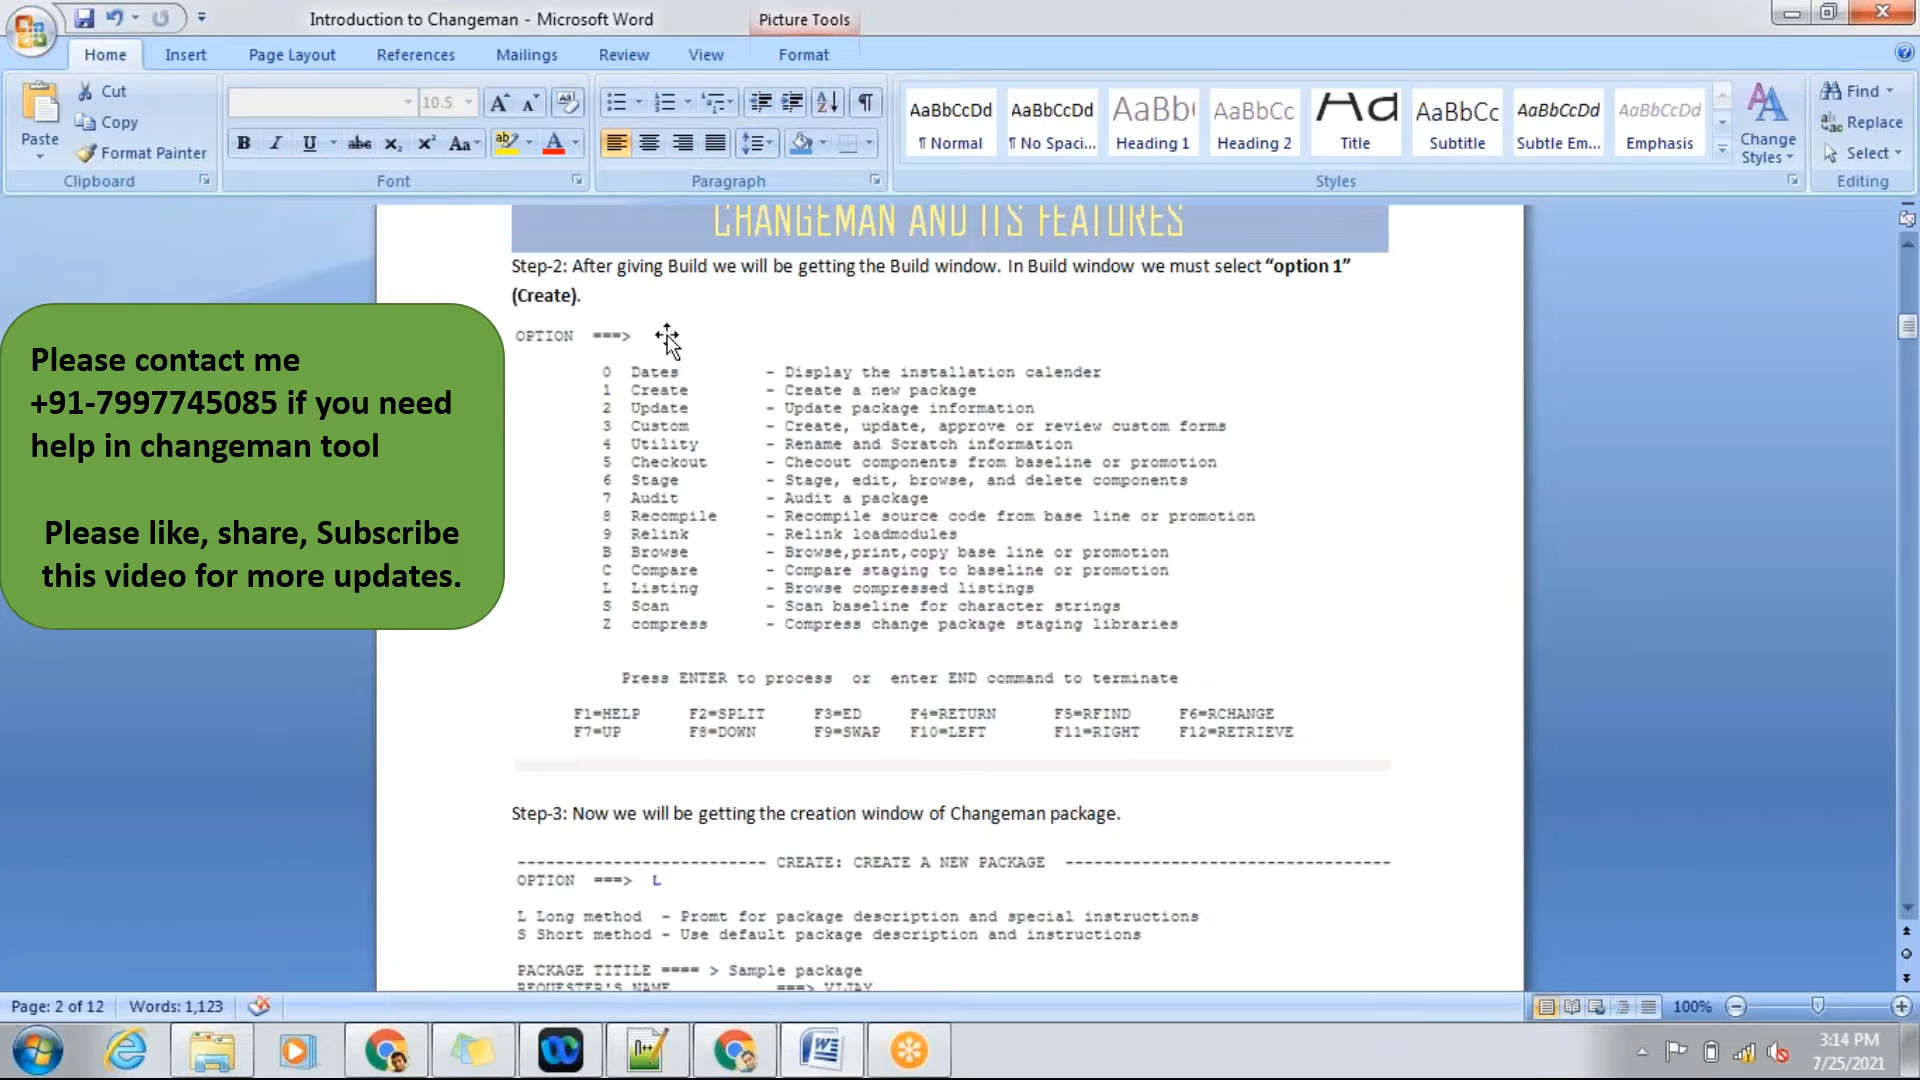 Introduction to Changeman - Microsoft Word
Picture Tools
Home Insert Page Layout References Mailings Review View Format
Paste
Cut
Copy
Format Painter
Clipboard
10.5
Font
Paragraph
AaBbCcDd
¶ Normal
AaBbCcDd
¶ No Spaci...
AaBb(
Heading 1
AaBbCc
Heading 2
Title
AaBbCc
Subtitle
AaBbCcDd
Subtle Em...
AaBbCcDd
Emphasis
Change
Styles
Styles
Find
Replace
Select
Editing
CHANGEMAN AND ITS FEATURES
Step-2: After giving Build we will be getting the Build window. In Build window we must select “option 1”
(Create).
OPTION ===>
0 Dates - Display the installation calender
1 Create - Create a new package
2 Update - Update package information
3 Custom - Create, update, approve or review custom forms
4 Utility - Rename and Scratch information
5 Checkout - Checout components from baseline or promotion
6 Stage - Stage, edit, browse, and delete components
7 Audit - Audit a package
8 Recompile - Recompile source code from base line or promotion
9 Relink - Relink loadmodules
B Browse - Browse,print,copy base line or promotion
C Compare - Compare staging to baseline or promotion
L Listing - Browse compressed listings
S Scan - Scan baseline for character strings
Z compress - Compress change package staging libraries
Press ENTER to process or enter END command to terminate
F1=HELP F2=SPLIT F3=ED F4=RETURN F5=RFIND F6=RCHANGE
F7=UP F8=DOWN F9=SWAP F10=LEFT F11=RIGHT F12=RETRIEVE
Step-3: Now we will be getting the creation window of Changeman package.
-------------------------- CREATE: CREATE A NEW PACKAGE ----------------------------------
OPTION ===> L
L Long method - Promt for package description and special instructions
S Short method - Use default package description and instructions
PACKAGE TITILE ==== > Sample package
REQUESTER'S NAME ===> VIJAY
Please contact me
+91-7997745085 if you need
help in changeman tool
Please like, share, Subscribe
this video for more updates.
Page: 2 of 12 Words: 1,123
100%
3:14 PM
7/25/2021